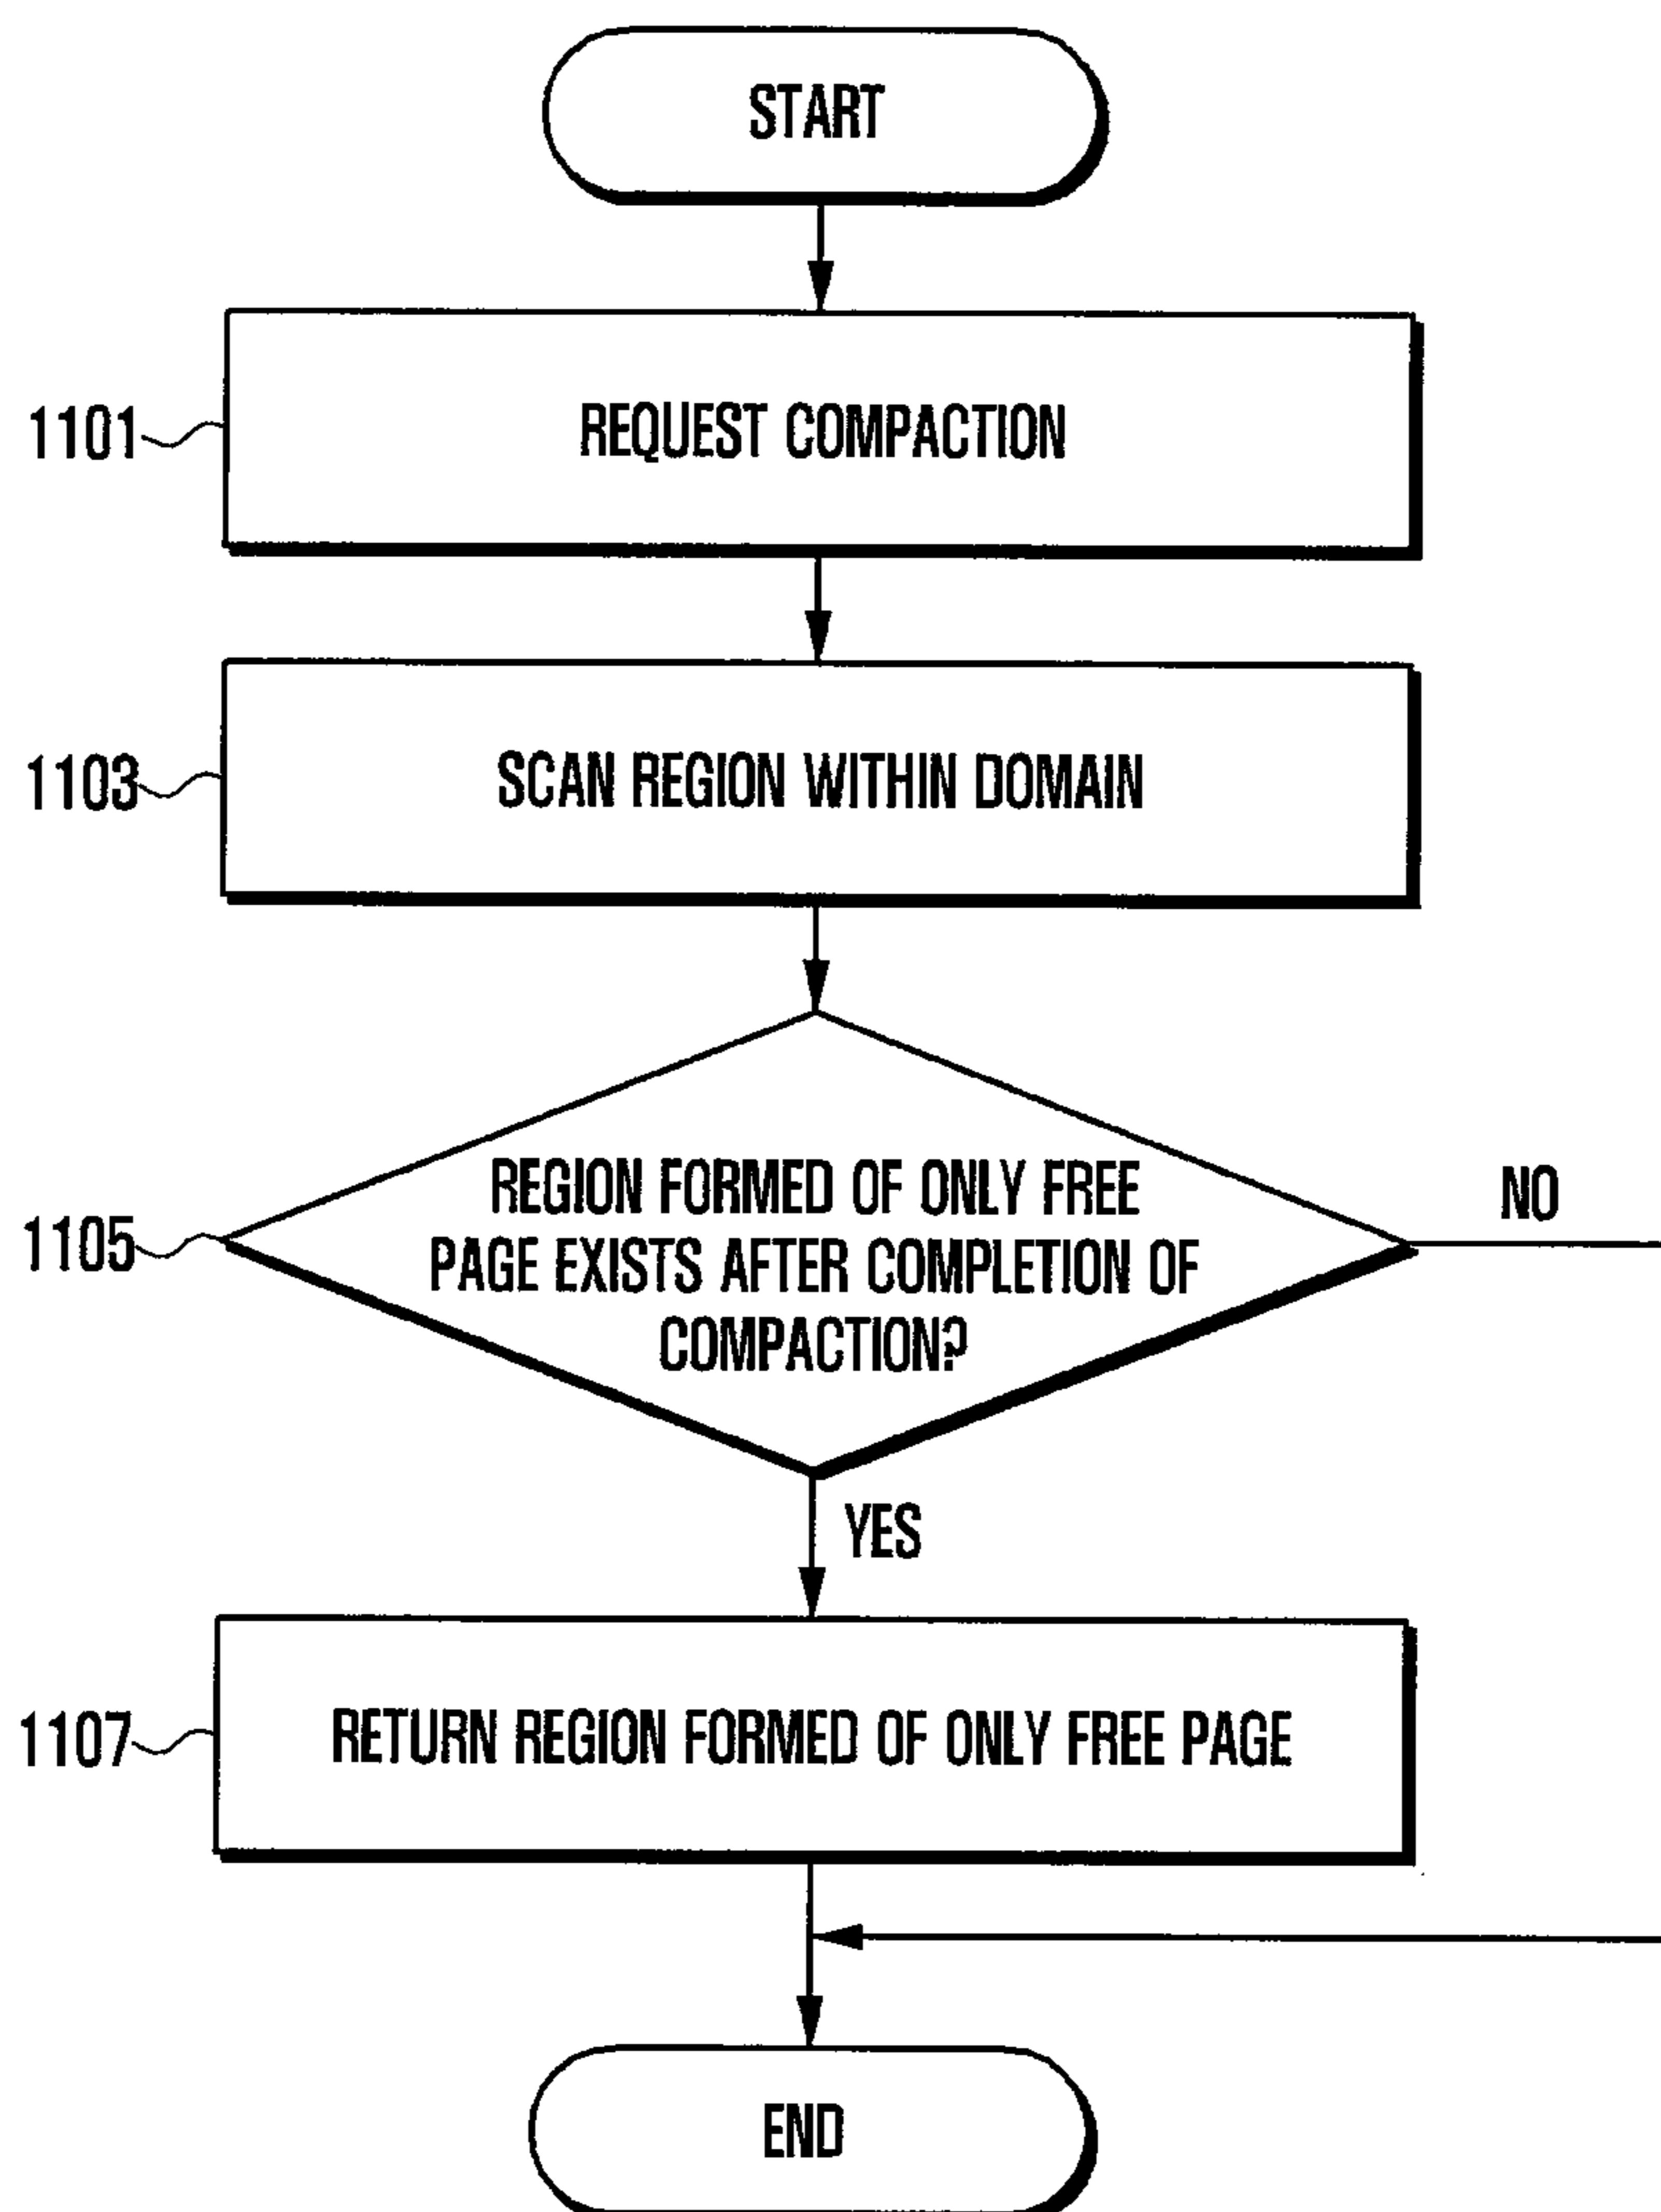 START
1101
REQUEST COMPACTION
1103
SCAN REGION WITHIN DOMAIN
1105
REGION FORMED OF ONLY FREE
PAGE EXISTS AFTER COMPLETION OF
COMPACTION?
NO
YES
1107
RETURN REGION FORMED OF ONLY FREE PAGE
END